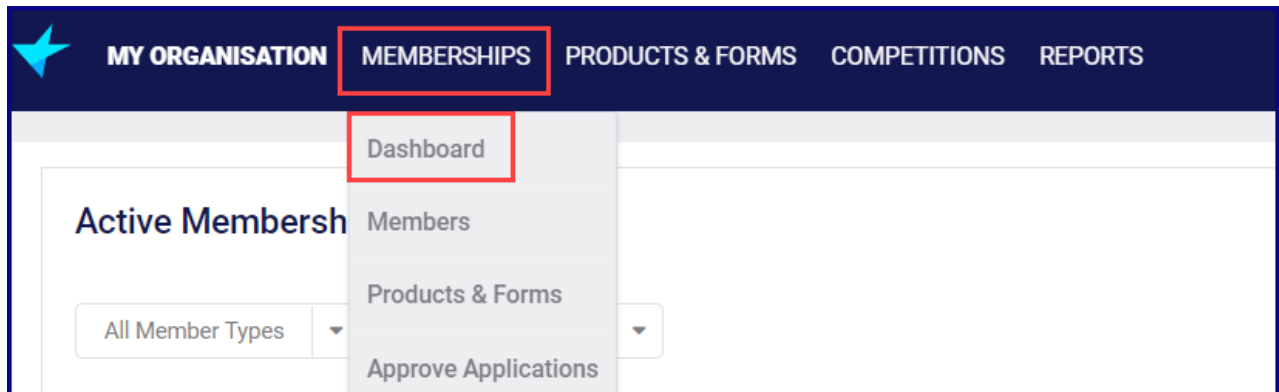 MY ORGANISATION MEMBERSHIPS PRODUCTS & FORMS COMPETITIONS REPORTS
Dashboard
Active Membersh
Members
Products & Forms
All Member Types
Approve Applications